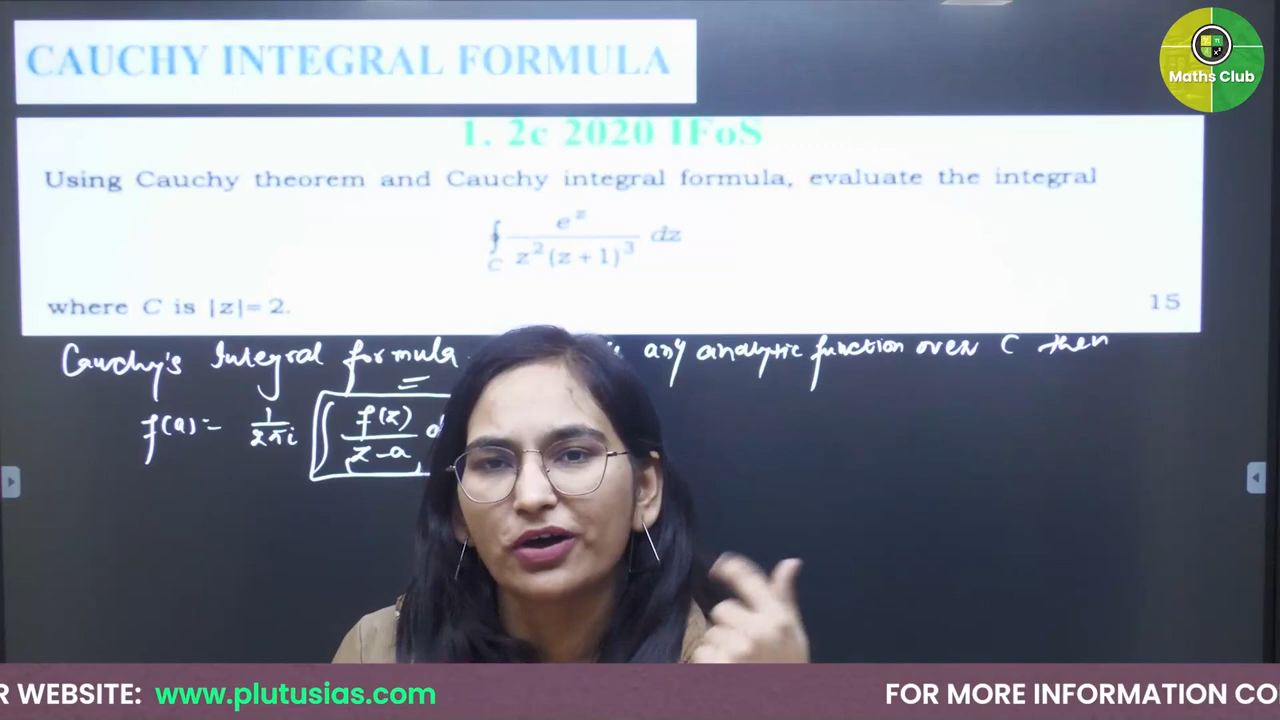 CAUCHY INTEGRAL FORMULA
Maths Club
1. 2c 2020 IFoS
Using Cauchy theorem and Cauchy integral formula, evaluate the integral
∮_C e^z / (z^2(z+1)^3) dz
where C is |z|=2.
15
Cauchy's Integral formula any analytic function over C then
f(a) = 1/2πi ∫ f(z)/(z-a)
R WEBSITE: www.plutusias.com
FOR MORE INFORMATION CO